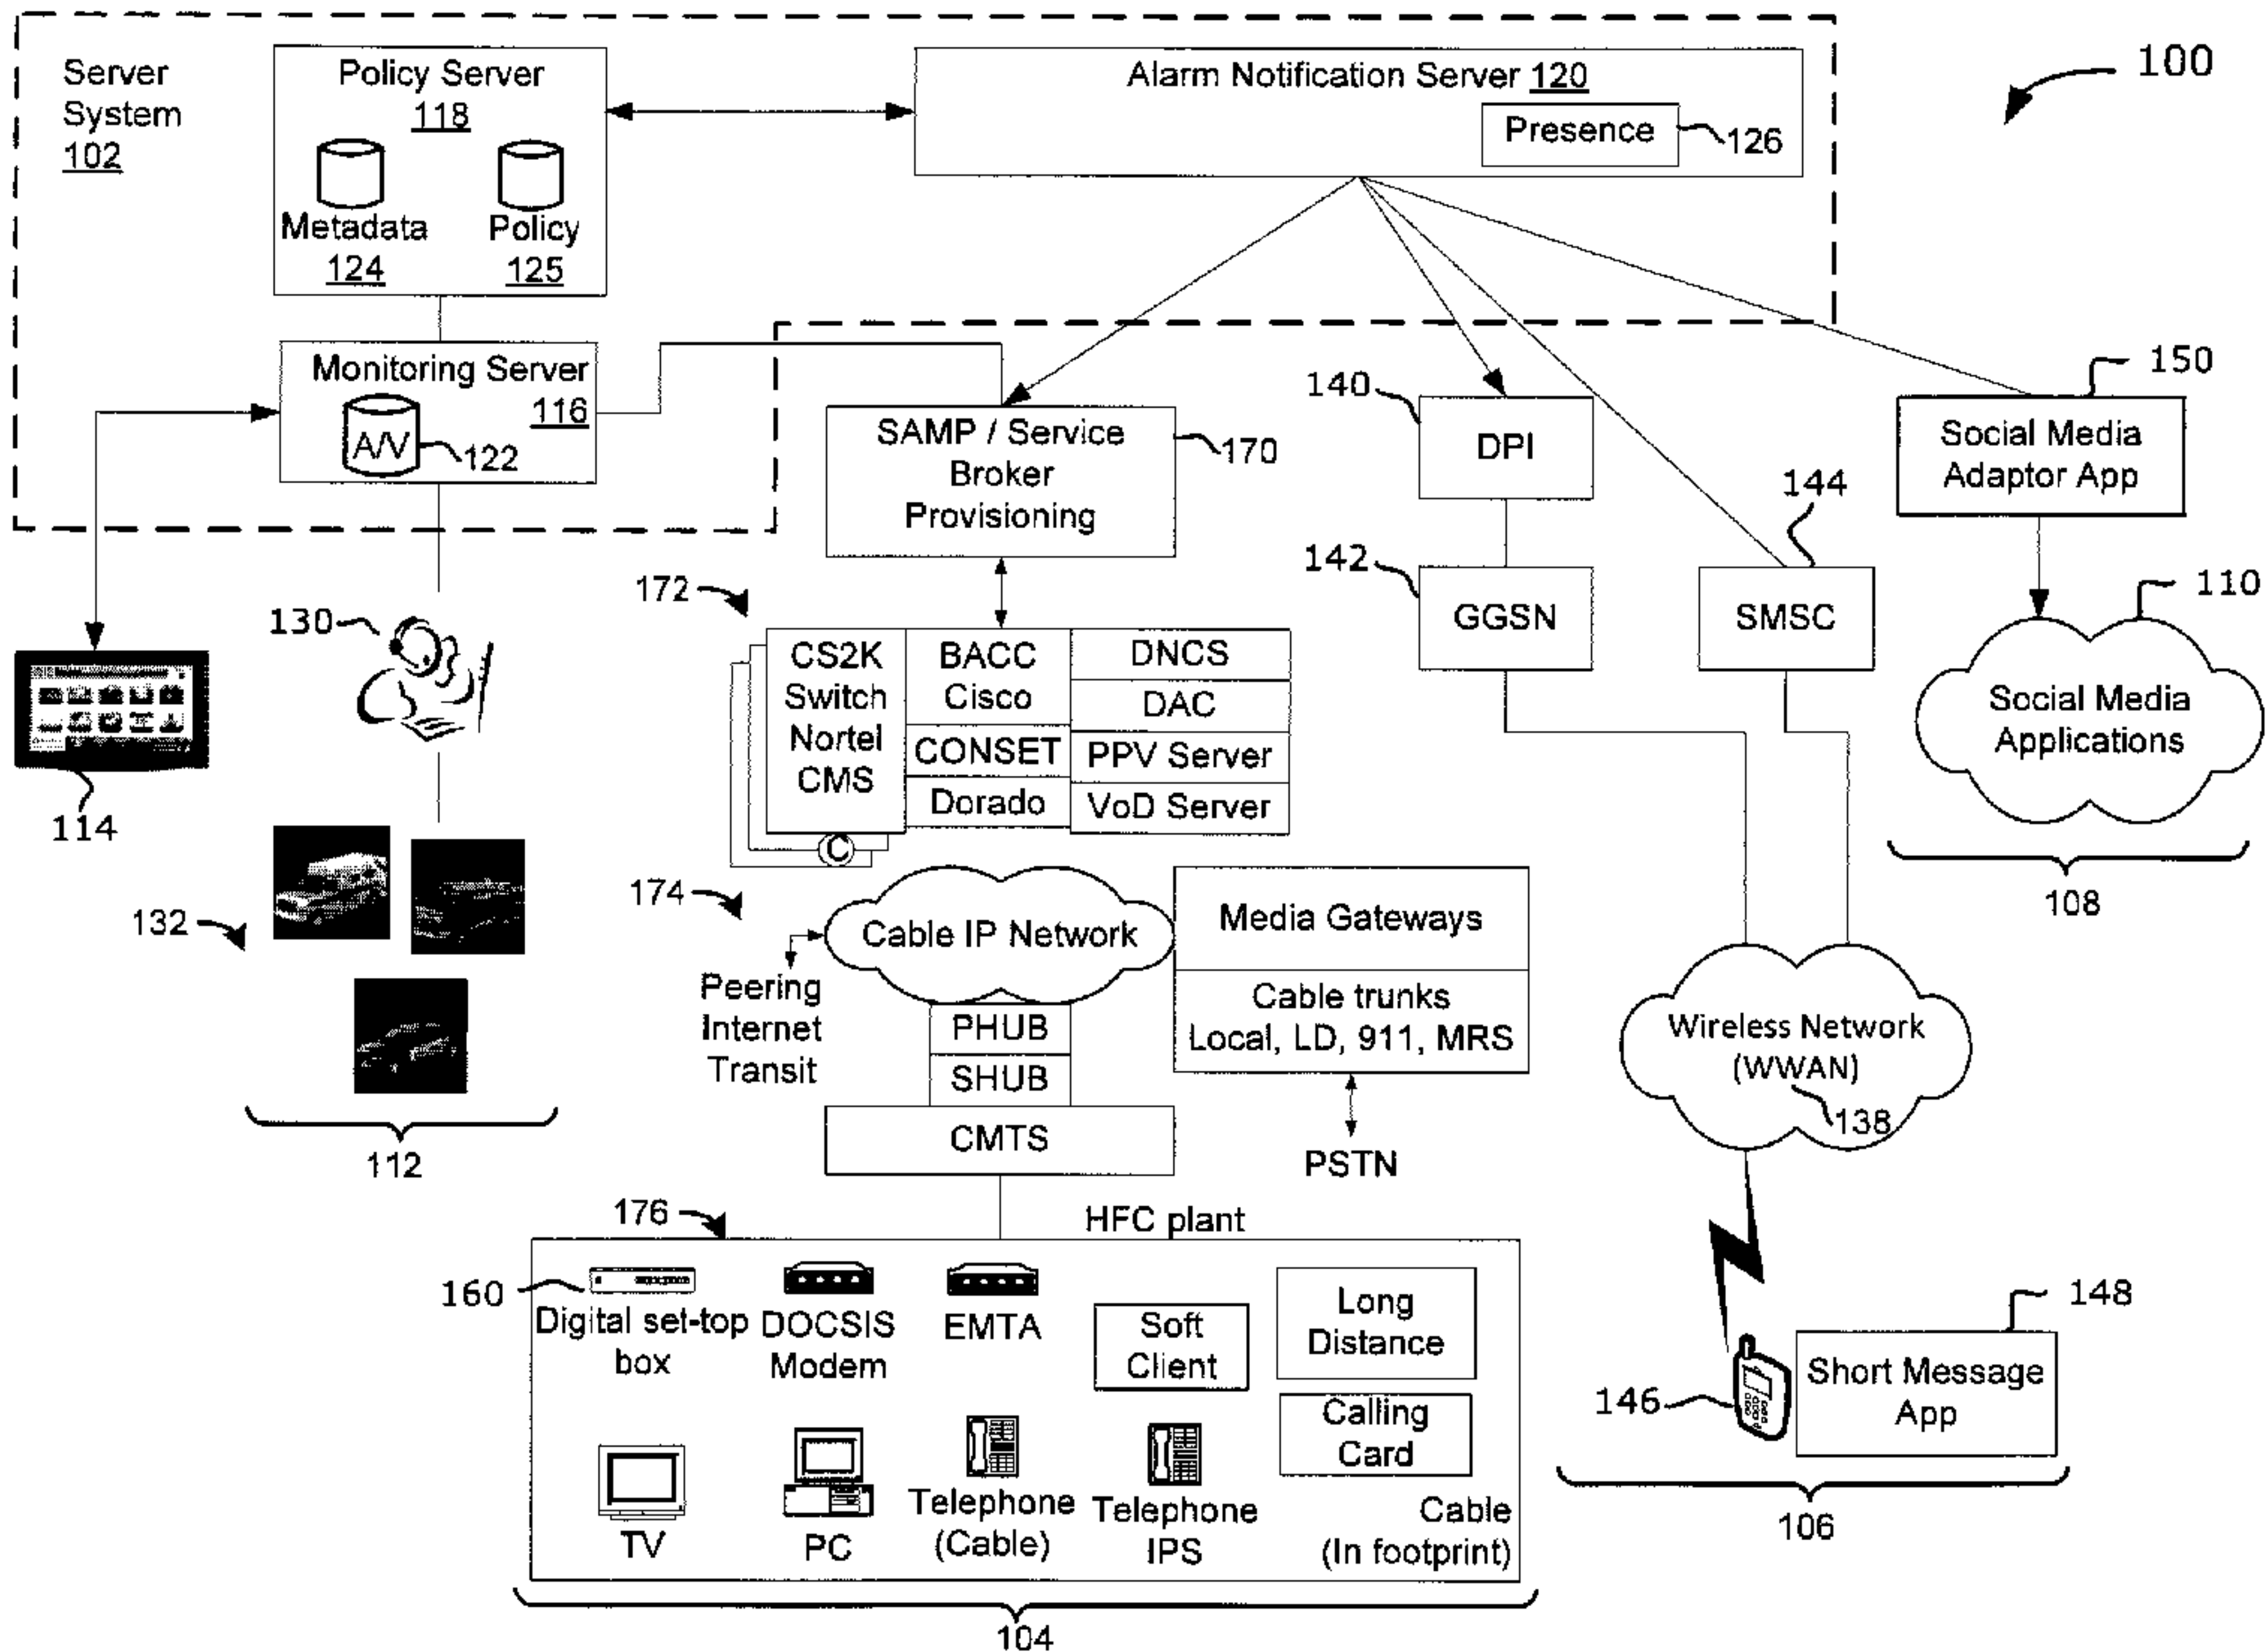 Server
System
102
Policy Server
118
Metadata
124
Policy
125
Alarm Notification Server 120
Presence
126
100
Monitoring Server
116
A/V
122
SAMP / Service
Broker
Provisioning
170
140
DPI
142
GGSN
144
SMSC
150
Social Media
Adaptor App
110
Social Media
Applications
108
114
130
132
112
172
CS2K
Switch
Nortel
CMS
BACC
Cisco
CONSET
Dorado
DNCS
DAC
PPV Server
VoD Server
C
174
Cable IP Network
Peering
Internet
Transit
PHUB
SHUB
CMTS
Media Gateways
Cable trunks
Local, LD, 911, MRS
PSTN
Wireless Network
(WWAN)
138
176
HFC plant
160
Digital set-top
box
DOCSIS
Modem
EMTA
Soft
Client
Long
Distance
Calling
Card
TV
PC
Telephone
(Cable)
Telephone
IPS
Cable
(In footprint)
104
146
148
Short Message
App
106